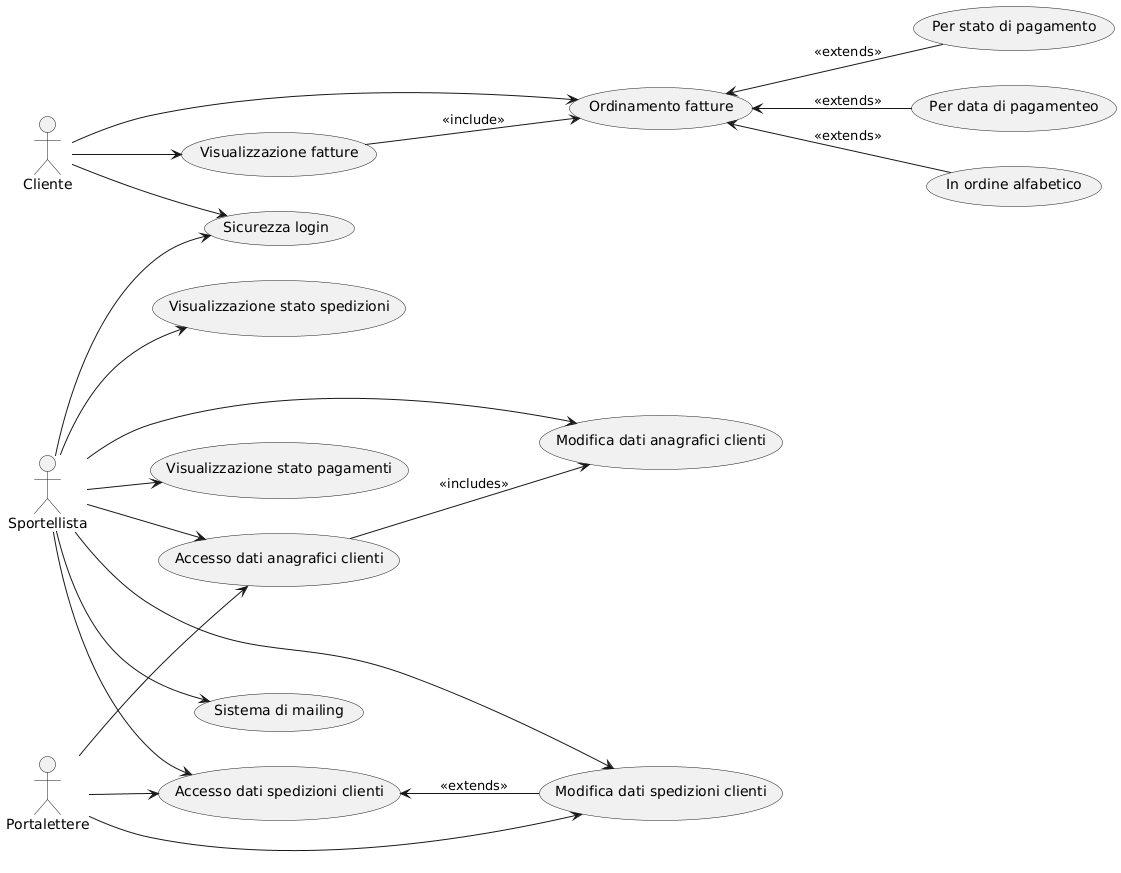 Per stato di pagamento
«extends»
Ordinamento fatture
Per data di pagamenteo
«extends»
«include»
«extends»
Visualizzazione fatture
Cliente
In ordine alfabetico
Sicurezza login
Visualizzazione stato spedizioni
Modifica dati anagrafici clienti
Visualizzazione stato pagamenti
«includes»
Sportellista
Accesso dati anagrafici clienti
Sistema di mailing
«extends»
Accesso dati spedizioni clienti
Modifica dati spedizioni clienti
Portalettere